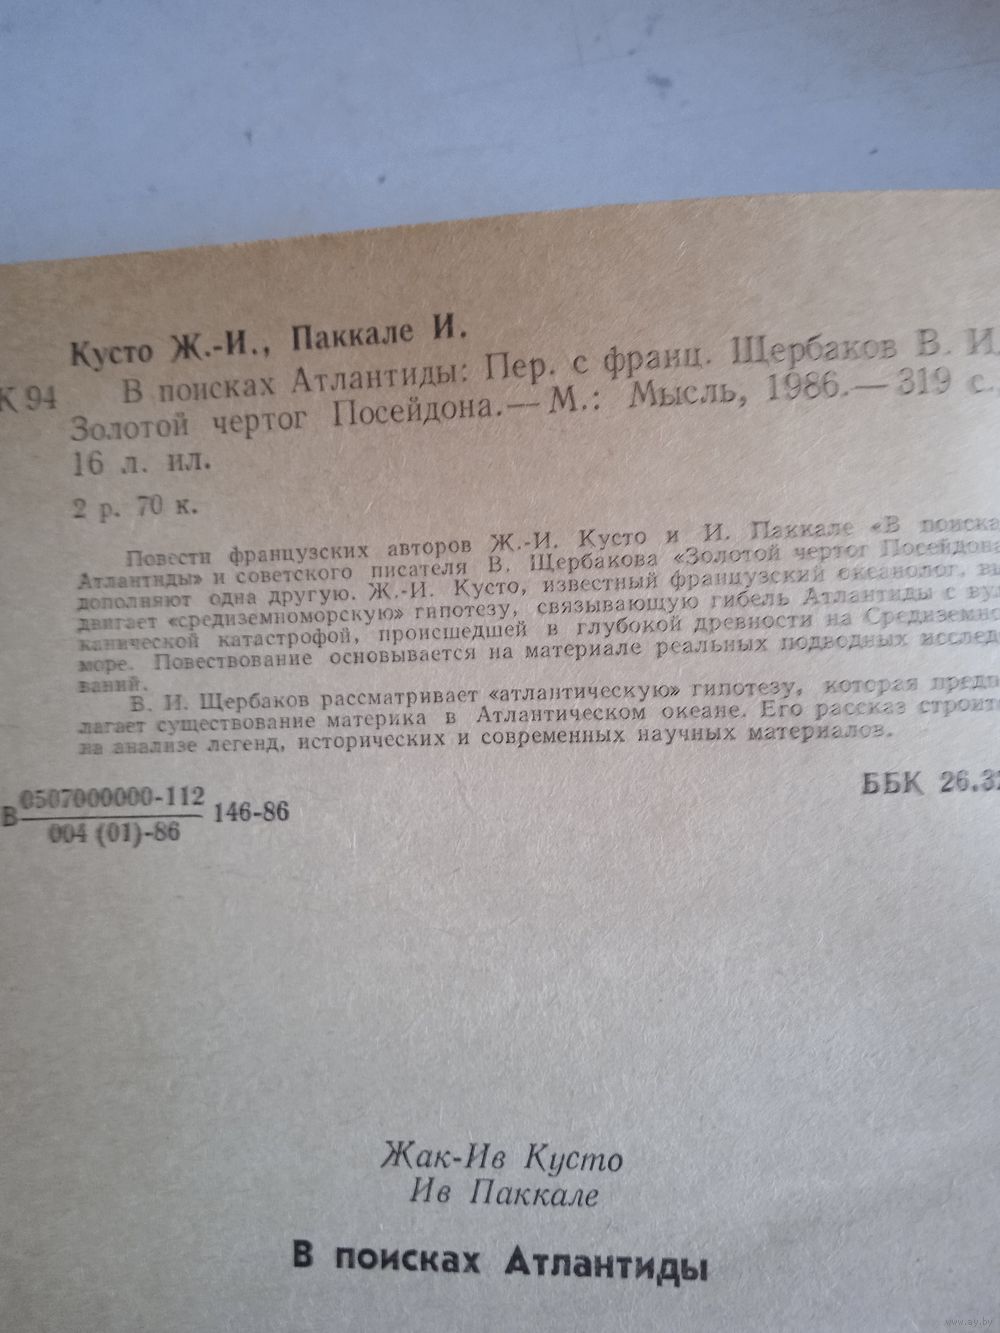 Кусто Ж.-И., Паккале И.
К 94 В поисках Атлантиды: Пер. с франц. Щербаков В. И.
Золотой чертог Посейдона.— М.: Мысль, 1986.— 319 с.,
16 л. ил.
2 р. 70 к.
Повести французских авторов Ж.-И. Кусто и И. Паккале «В поиска
Атлантиды» и советского писателя В. Щербакова «Золотой чертог Посейдона
дополняют одна другую. Ж.-И. Кусто, известный французский океанолог, вы
двигает «средиземноморскую» гипотезу, связывающую гибель Атлантиды с вул
канической катастрофой, происшедшей в глубокой древности на Средиземно
море. Повествование основывается на материале реальных подводных исслед
ваний.
В. И. Щербаков рассматривает «атлантическую» гипотезу, которая предп
лагает существование материка в Атлантическом океане. Его рассказ строитс
на анализе легенд, исторических и современных научных материалов.
В 0507000000-112 146-86
004 (01)-86
ББК 26.32
Жак-Ив Кусто
Ив Паккале
В поисках Атлантиды
www.ay.by